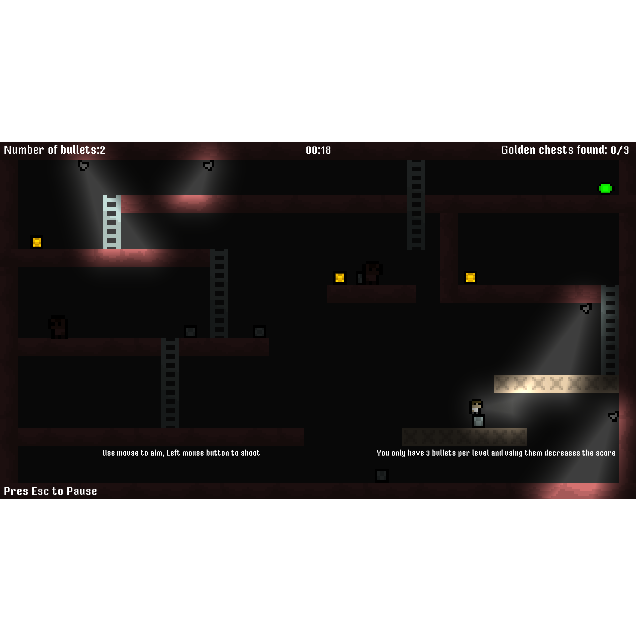 Number of bullets:2
00:18
Golden chests found: 0/3
Use mouse to aim, Left mouse button to shoot
You only have 3 bullets per level and using them decreases the score
Pres Esc to Pause